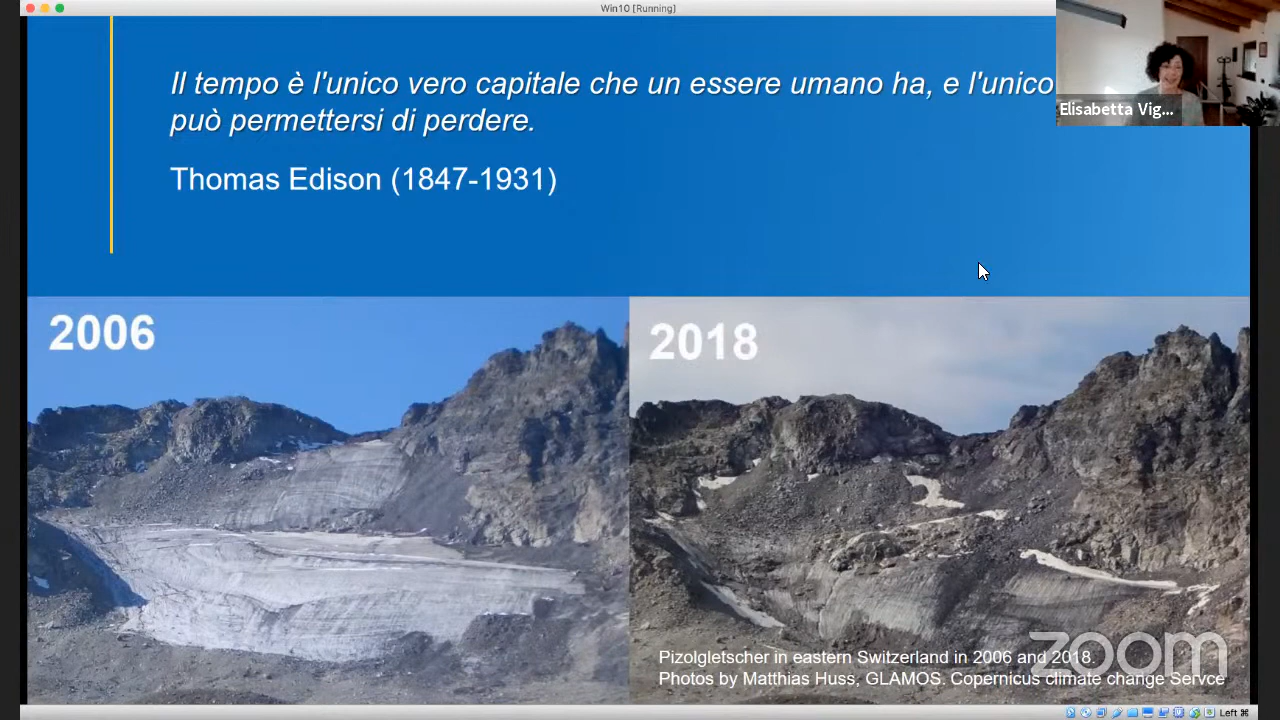 Win10 [Running]
Il tempo è l'unico vero capitale che un essere umano ha, e l'unico
può permettersi di perdere.
Thomas Edison (1847-1931)
Elisabetta Vig...
2006
2018
Pizolgletscher in eastern Switzerland in 2006 and 2018.
Photos by Matthias Huss, GLAMOS. Copernicus climate change Servce
zoom
Left ⌘